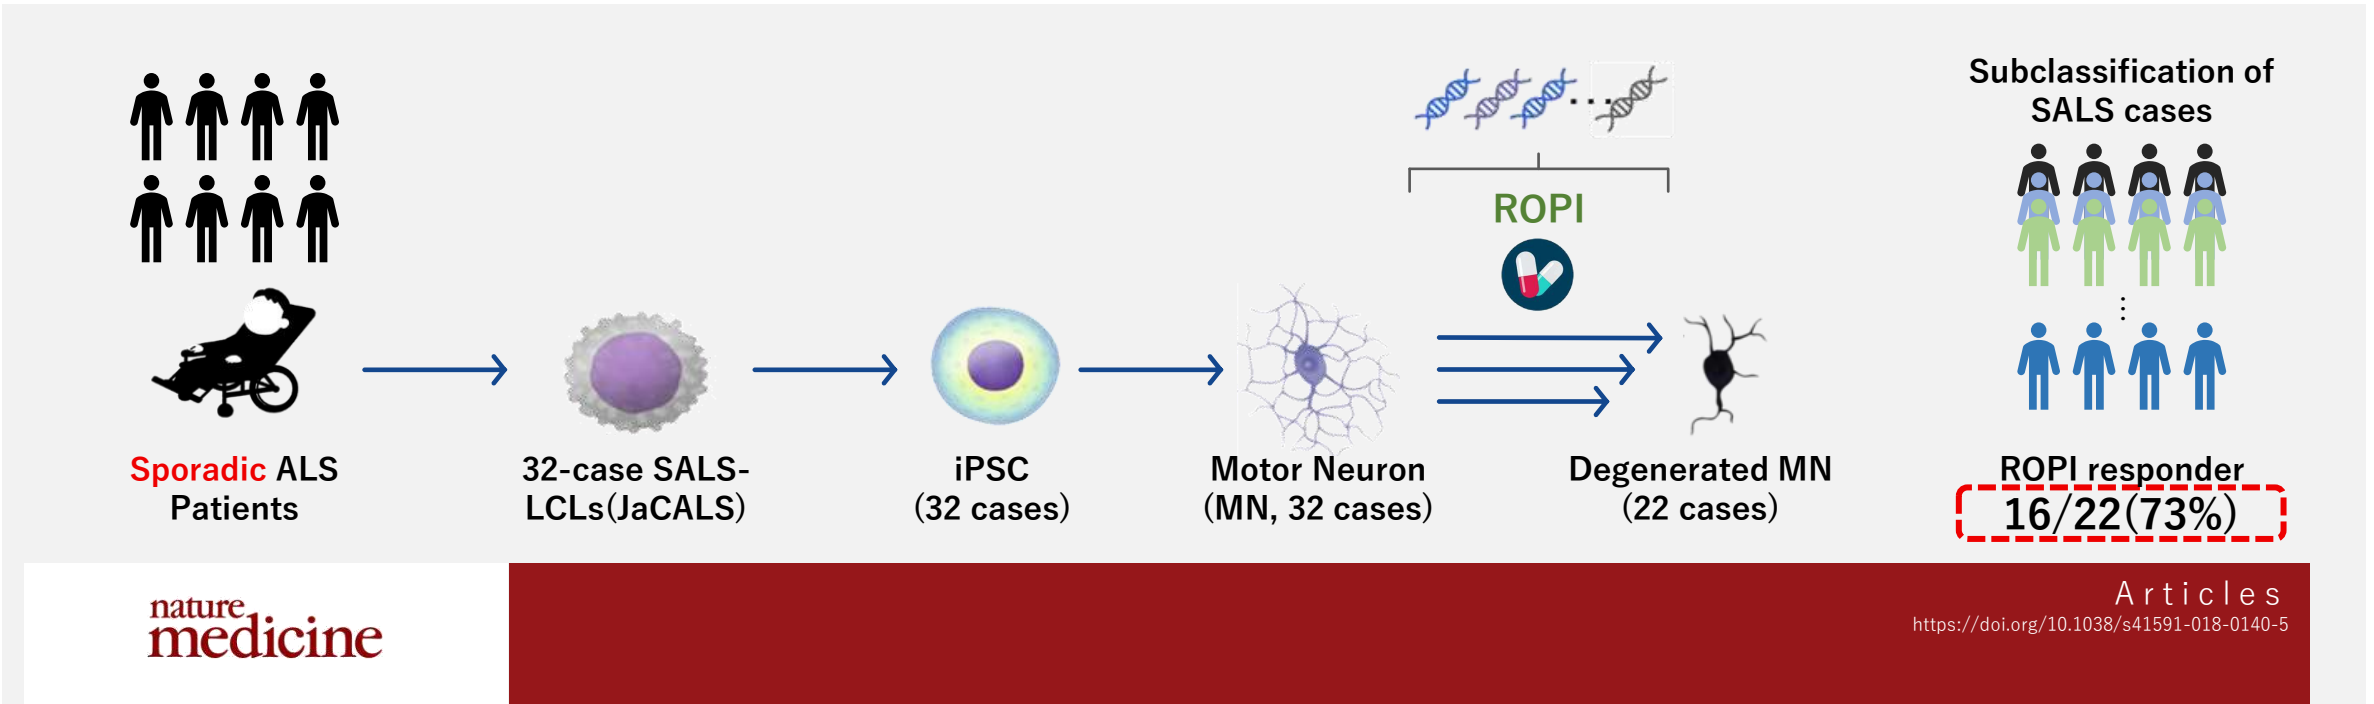 Subclassification of
SALS cases
ROPI
Sporadic ALS
Patients
32-case SALS-
LCLs(JaCALS)
iPSC
(32 cases)
Motor Neuron
(MN, 32 cases)
Degenerated MN
(22 cases)
ROPI responder
16/22(73%)
nature
medicine
Articles
https://doi.org/10.1038/s41591-018-0140-5